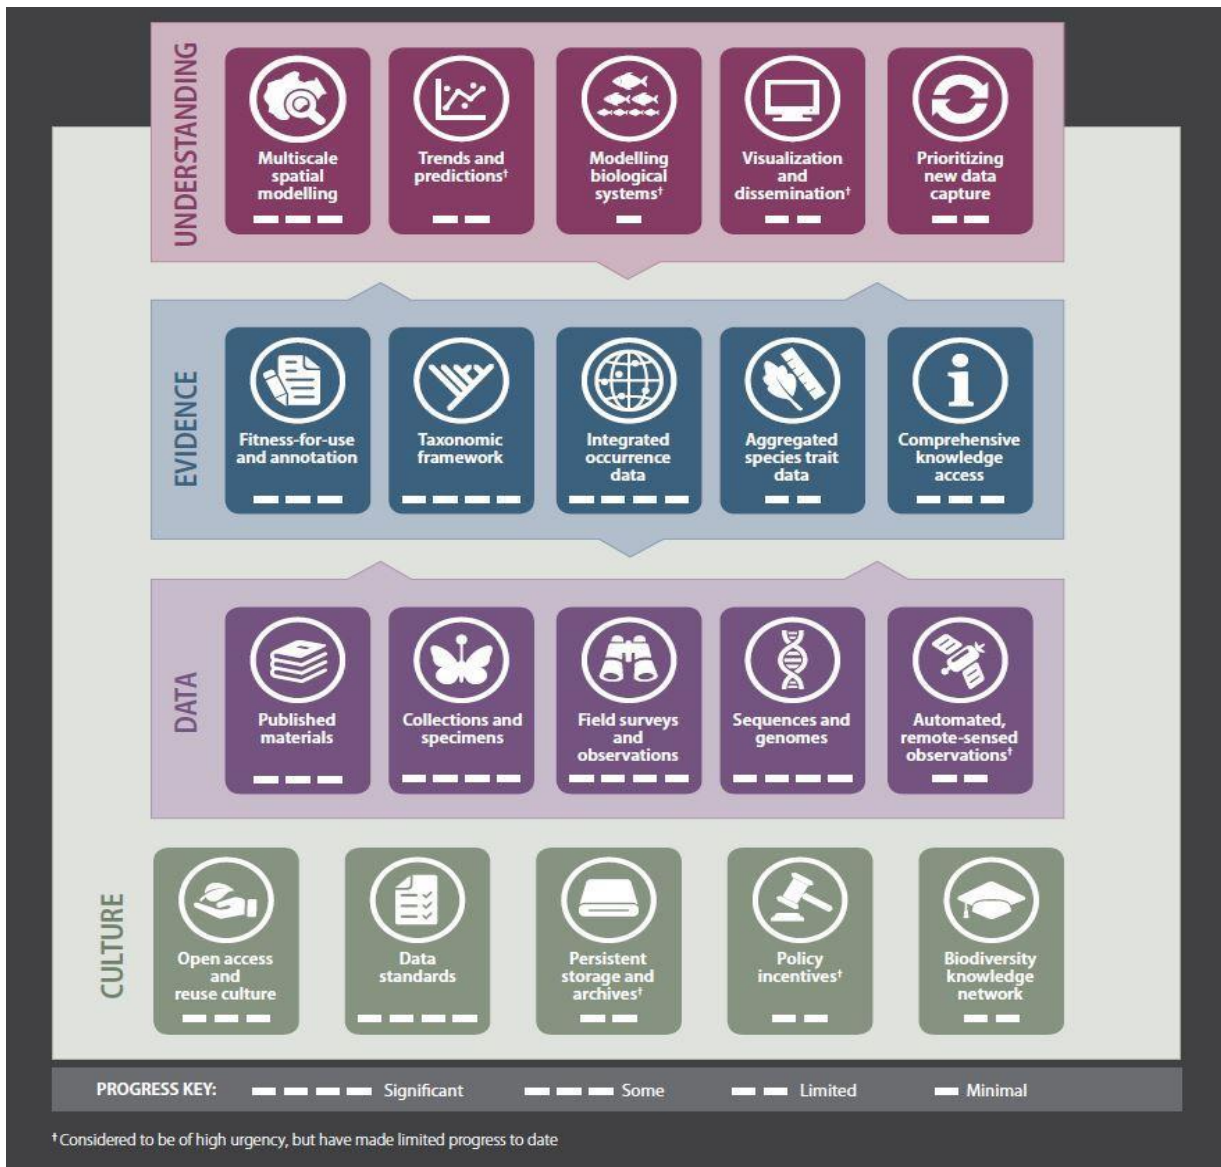 UNDERSTANDING
Multiscale
spatial
modelling
Trends and
predictions†
Modelling
biological
systems†
Visualization
and
dissemination†
Prioritizing
new data
capture
EVIDENCE
Fitness-for-use
and annotation
Taxonomic
framework
Integrated
occurrence
data
Aggregated
species trait
data
Comprehensive
knowledge
access
DATA
Published
materials
Collections and
specimens
Field surveys
and
observations
Sequences and
genomes
Automated,
remote-sensed
observations†
CULTURE
Open access
and
reuse culture
Data
standards
Persistent
storage and
archives†
Policy
incentives†
Biodiversity
knowledge
network
PROGRESS KEY: Significant Some Limited Minimal
†Considered to be of high urgency, but have made limited progress to date